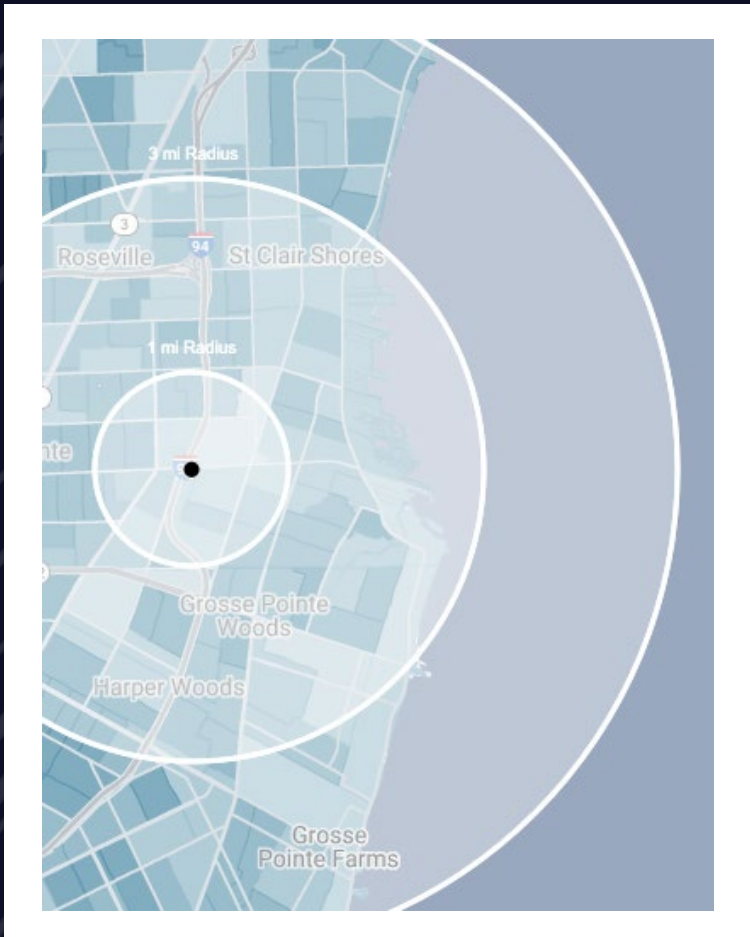 3 mi Radius
3
94
Roseville
St Clair Shores
1 mi Radius
nte
Grosse Pointe
Woods
Harper Woods
Grosse
Pointe Farms